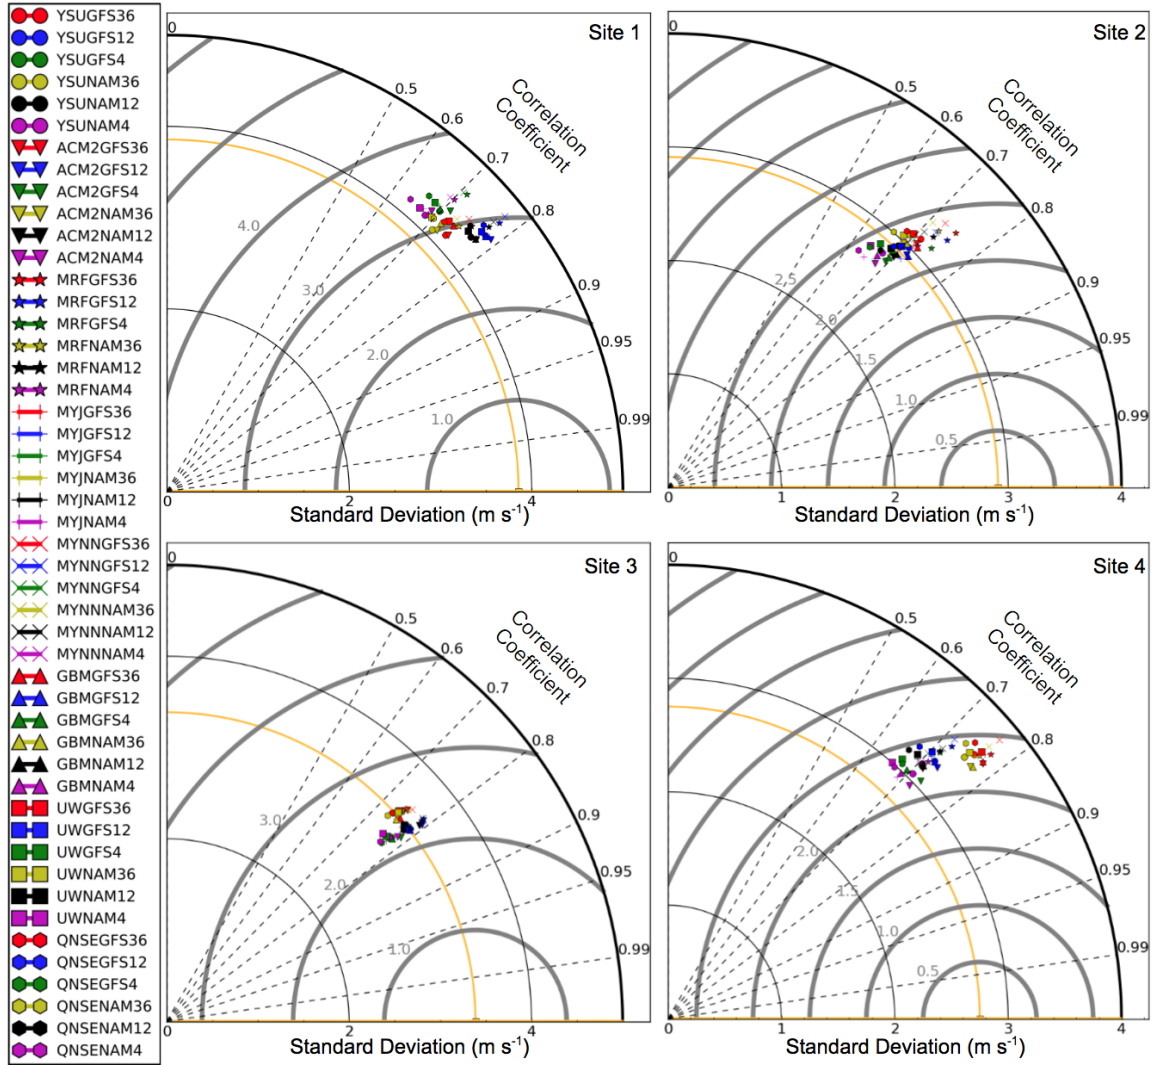 YSUGFS36
YSUGFS12
YSUGFS4
YSUNAM36
YSUNAM12
YSUNAM4
ACM2GFS36
ACM2GFS12
ACM2GFS4
ACM2NAM36
ACM2NAM12
ACM2NAM4
MRFGFS36
MRFGFS12
MRFGFS4
MRFNAM36
MRFNAM12
MRFNAM4
MYJGFS36
MYJGFS12
MYJGFS4
MYJNAM36
MYJNAM12
MYJNAM4
MYNNGFS36
MYNNGFS12
MYNNGFS4
MYNNNAM36
MYNNNAM12
MYNNNAM4
GBMGFS36
GBMGFS12
GBMGFS4
GBMNAM36
GBMNAM12
GBMNAM4
UWGFS36
UWGFS12
UWGFS4
UWNAM36
UWNAM12
UWNAM4
QNSEGFS36
QNSEGFS12
QNSEGFS4
QNSENAM36
QNSENAM12
QNSENAM4
Site 1
0
0.5
0.6
0.7
0.8
0.9
0.95
0.99
Correlation
Coefficient
4.0
3.0
2.0
1.0
0 2 4
Standard Deviation (m s⁻¹)
Site 2
0
0.5
0.6
0.7
0.8
0.9
0.95
0.99
Correlation
Coefficient
2.5
2.0
1.5
1.0
0.5
0 1 2 3 4
Standard Deviation (m s⁻¹)
Site 3
0
0.5
0.6
0.7
0.8
0.9
0.95
0.99
Correlation
Coefficient
3.0
2.0
1.0
0 2 4
Standard Deviation (m s⁻¹)
Site 4
0
0.5
0.6
0.7
0.8
0.9
0.95
0.99
Correlation
Coefficient
2.0
1.5
1.0
0.5
0 1 2 3 4
Standard Deviation (m s⁻¹)